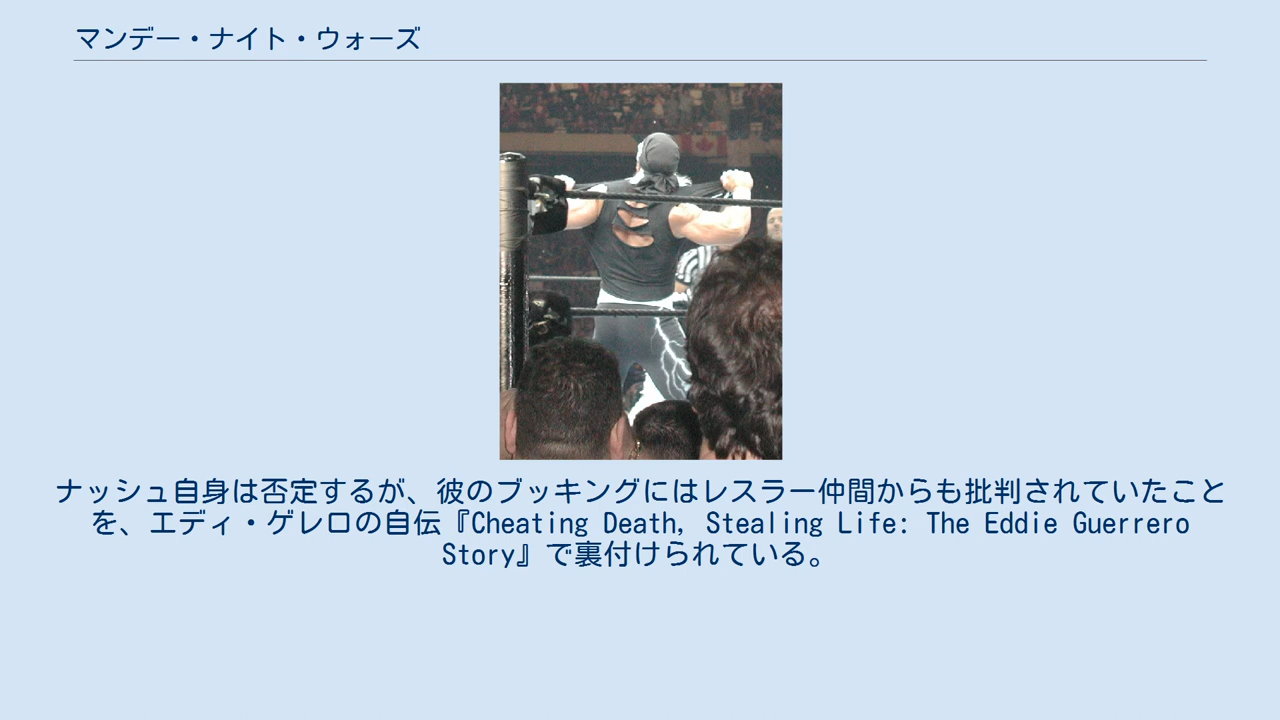 マンデー・ナイト・ウォーズ
ナッシュ自身は否定するが、彼のブッキングにはレスラー仲間からも批判されていたこと
を、エディ・ゲレロの自伝『Cheating Death, Stealing Life: The Eddie Guerrero
Story』で裏付けられている。